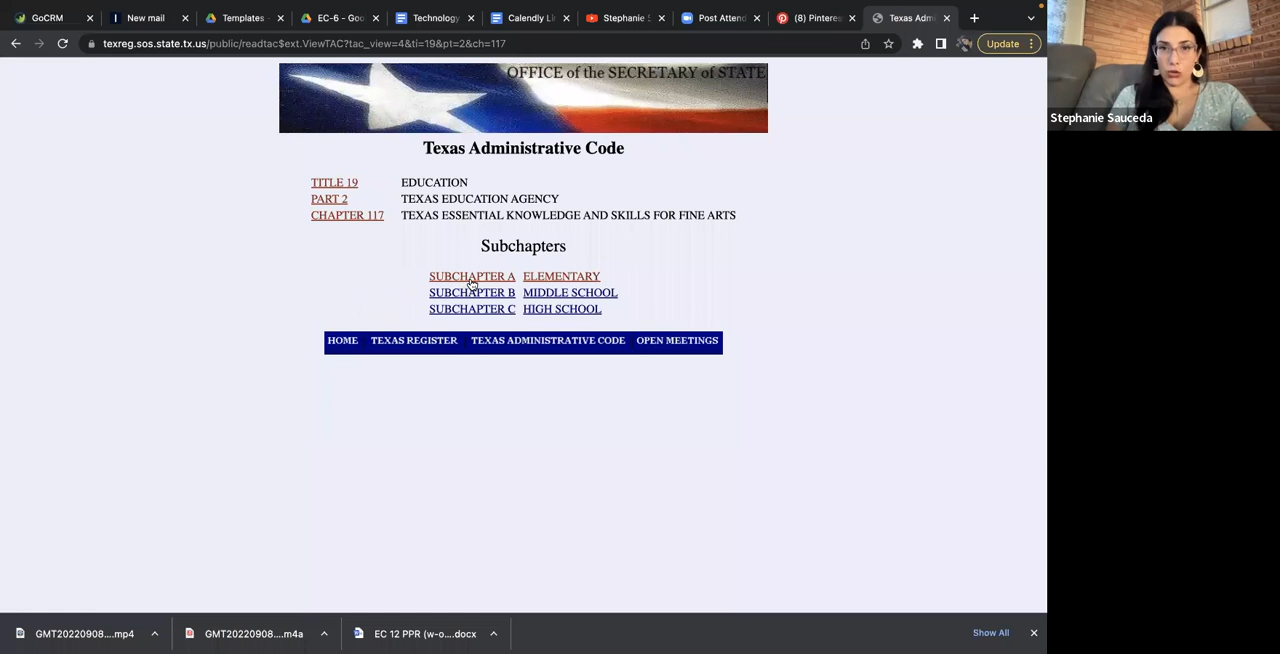 GoCRM
New mail
Templates -
EC-6 - Goo
Technology
Calendly Li
Stephanie S
Post Attend
(8) Pinteres
Texas Adm
texreg.sos.state.tx.us/public/readtac$ext.ViewTAC?tac_view=4&ti=19&pt=2&ch=117
Update
OFFICE of the SECRETARY of STATE
Texas Administrative Code
TITLE 19 EDUCATION
PART 2 TEXAS EDUCATION AGENCY
CHAPTER 117 TEXAS ESSENTIAL KNOWLEDGE AND SKILLS FOR FINE ARTS
Subchapters
SUBCHAPTER A ELEMENTARY
SUBCHAPTER B MIDDLE SCHOOL
SUBCHAPTER C HIGH SCHOOL
HOME TEXAS REGISTER TEXAS ADMINISTRATIVE CODE OPEN MEETINGS
Stephanie Sauceda
GMT20220908....mp4
GMT20220908....m4a
EC 12 PPR (w-o....docx
Show All